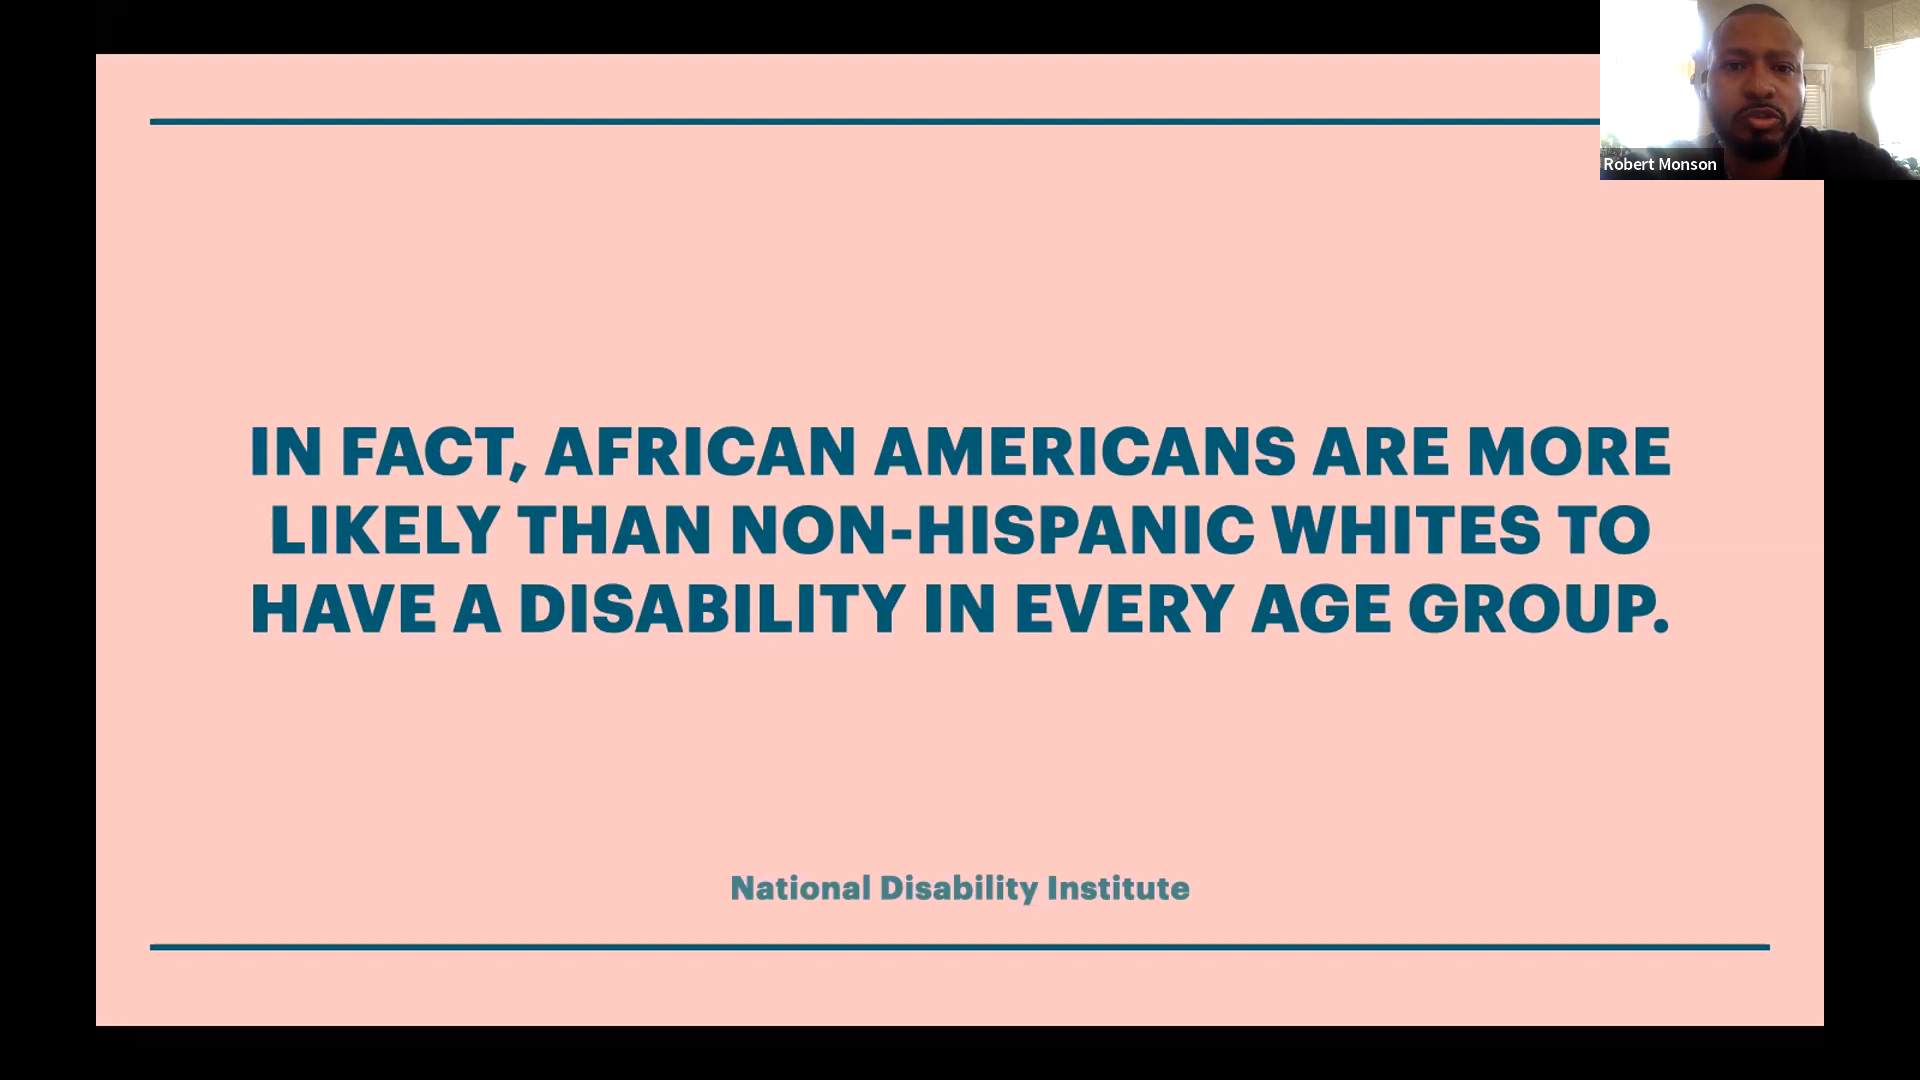 Robert Monson
IN FACT, AFRICAN AMERICANS ARE MORE
LIKELY THAN NON-HISPANIC WHITES TO
HAVE A DISABILITY IN EVERY AGE GROUP.
National Disability Institute